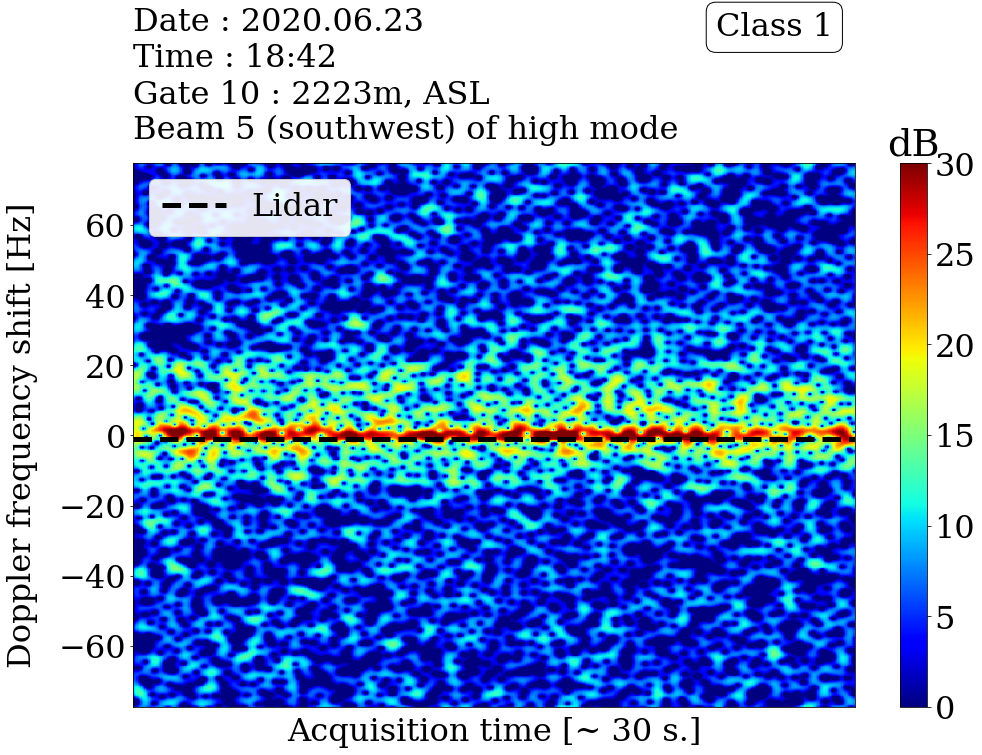 Date : 2020.06.23
Time : 18:42
Gate 10 : 2223m, ASL
Beam 5 (southwest) of high mode
Class 1
dB
Lidar
Doppler frequency shift [Hz]
60
40
20
0
−20
−40
−60
30
25
20
15
10
5
0
Acquisition time [~ 30 s.]